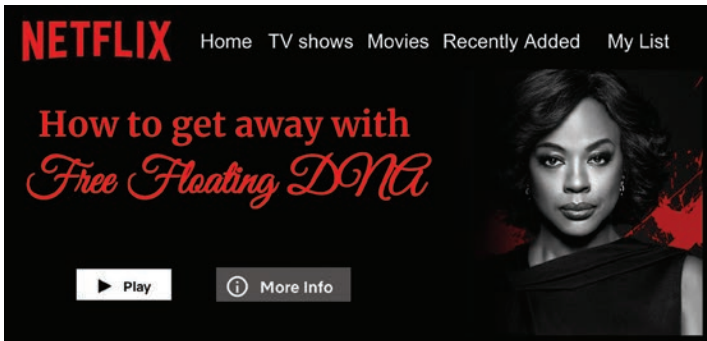 NETFLIX Home TV shows Movies Recently Added My List
How to get away with
Free Floating DNA
Play More Info